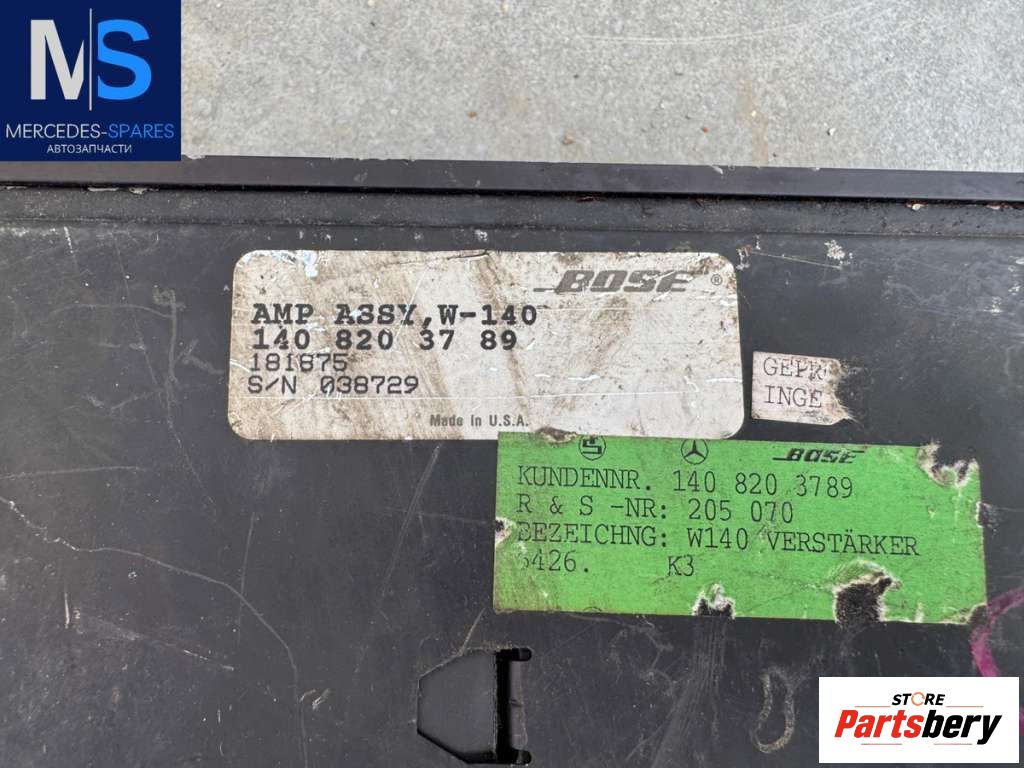 MS
MERCEDES-SPARES
АВТОЗАПЧАСТИ
BOSE®
AMP ASSY,W-140
140 820 37 89
181875
S/N 038729
Made in U.S.A.
GEPR
INGE
BOSE
KUNDENNR. 140 820 3789
R & S -NR: 205 070
BEZEICHNG: W140 VERSTÄRKER
6426. K3
STORE
Partsbery